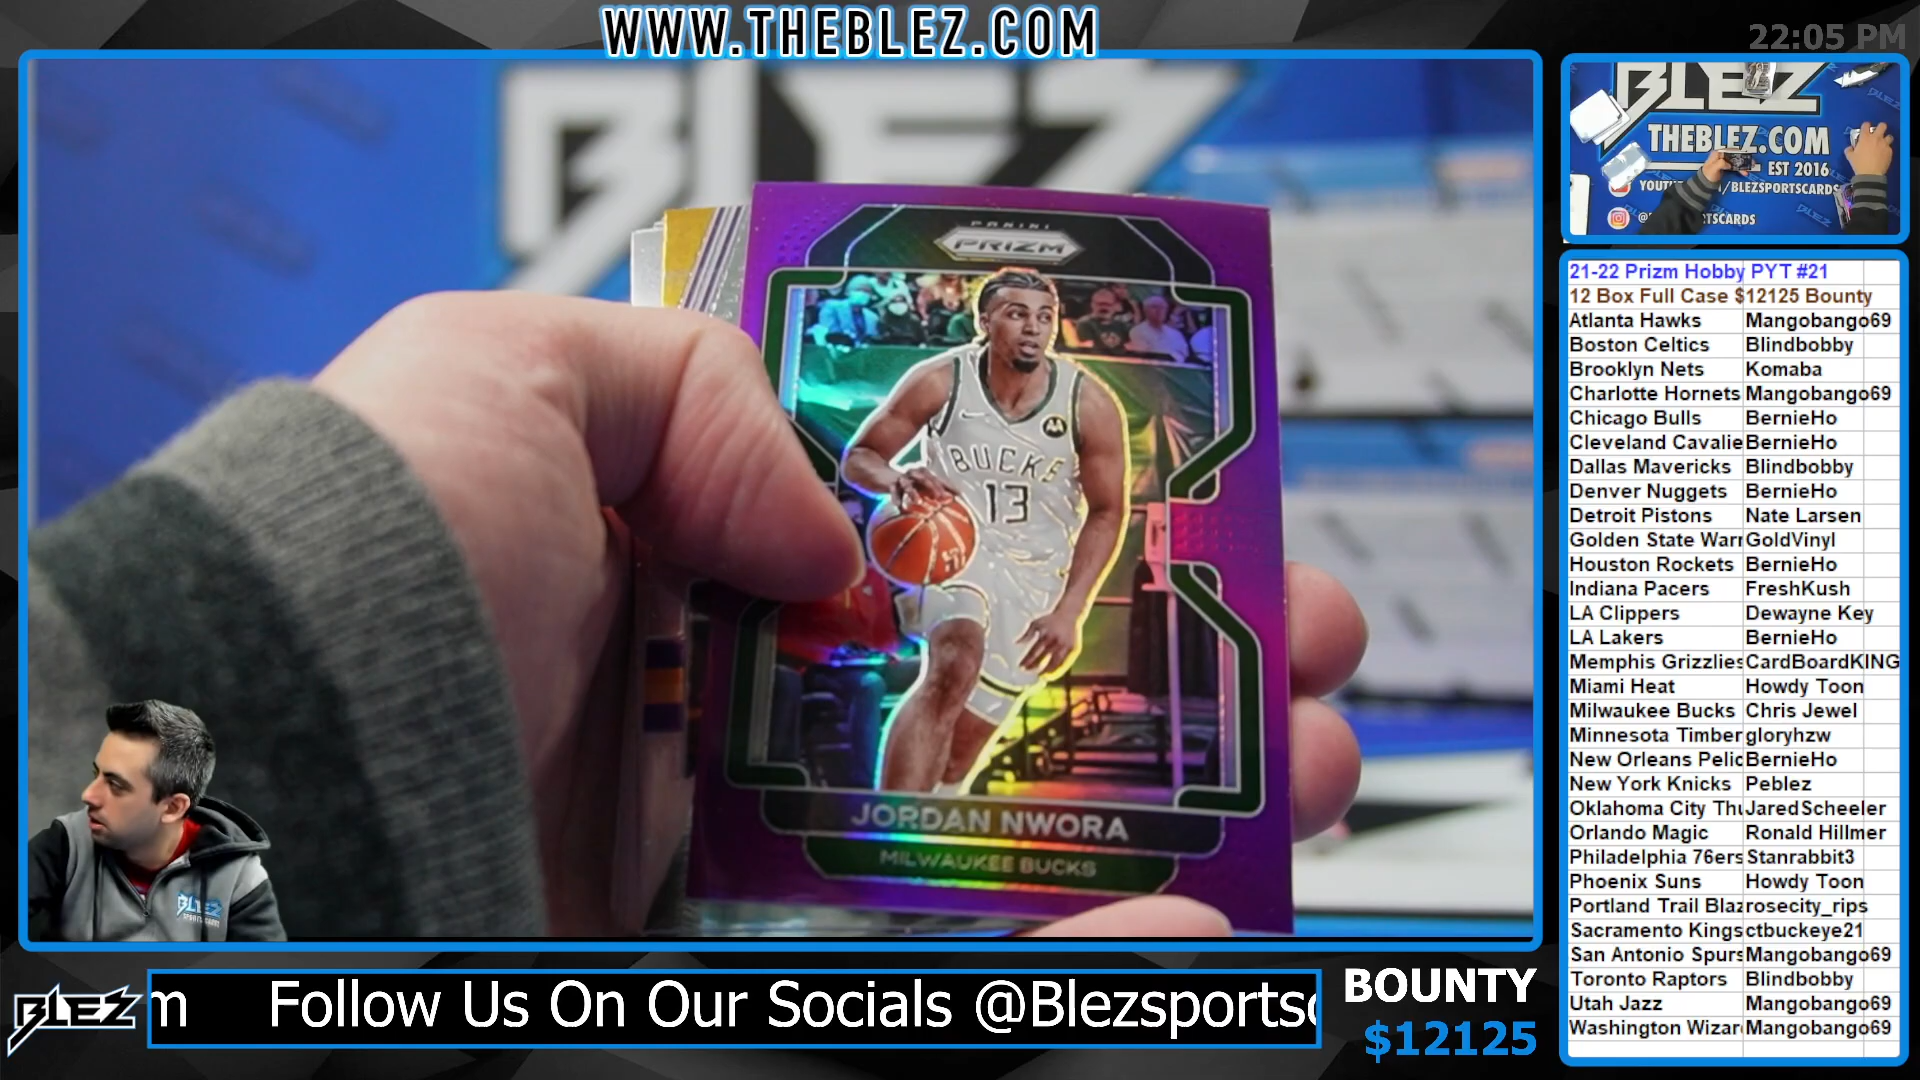 WWW.THEBLEZ.COM
22:05 PM
BLEZ
PANINI
PRIZM
AA
BUCKS
13
JORDAN NWORA
MILWAUKEE BUCKS
BLEZ
BLEZ
THEBLEZ.COM
EST 2016
21-22 Prizm Hobby PYT #21
12 Box Full Case $12125 Bounty
Atlanta Hawks Mangobango69
Boston Celtics Blindbobby
Brooklyn Nets Komaba
Charlotte Hornets Mangobango69
Chicago Bulls BernieHo
Cleveland Cavalie BernieHo
Dallas Mavericks Blindbobby
Denver Nuggets BernieHo
Detroit Pistons Nate Larsen
Golden State Warr GoldVinyl
Houston Rockets BernieHo
Indiana Pacers FreshKush
LA Clippers Dewayne Key
LA Lakers BernieHo
Memphis Grizzlies CardBoardKING
Miami Heat Howdy Toon
Milwaukee Bucks Chris Jewel
Minnesota Timber gloryhzw
New Orleans Pelic BernieHo
New York Knicks Peblez
Oklahoma City Thu JaredScheeler
Orlando Magic Ronald Hillmer
Philadelphia 76ers Stanrabbit3
Phoenix Suns Howdy Toon
Portland Trail Blaz rosecity_rips
Sacramento Kings ctbuckeye21
San Antonio Spurs Mangobango69
Toronto Raptors Blindbobby
Utah Jazz Mangobango69
Washington Wizar Mangobango69
BLEZ
m Follow Us On Our Socials @Blezsportsc
BOUNTY
$12125